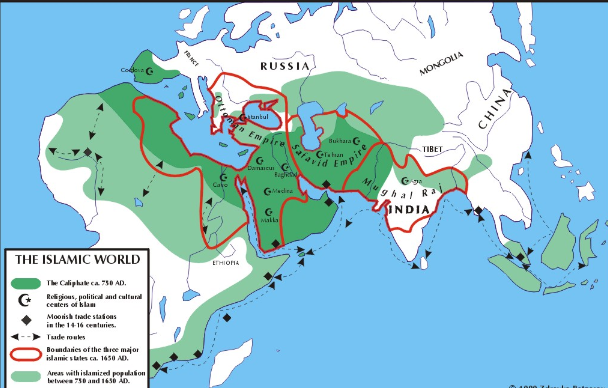 RUSSIA
MONGOLIA
FRANCE
Cordova
CHINA
Ottoman Empire
Istanbul
Safavid Empire
Bukhara
TIBET
Damascus
Baghdad
Mughal Raj
Cairo
Medina
INDIA
Makka
ETHIOPIA
THE ISLAMIC WORLD
The Caliphate ca. 750 AD.
Religious, political and cultural
centers of Islam
Moorish trade stations
in the 14-16 centuries.
Trade routes
Boundaries of the three major
islamic states ca. 1650 AD.
Areas with islamized population
between 750 and 1650 AD.